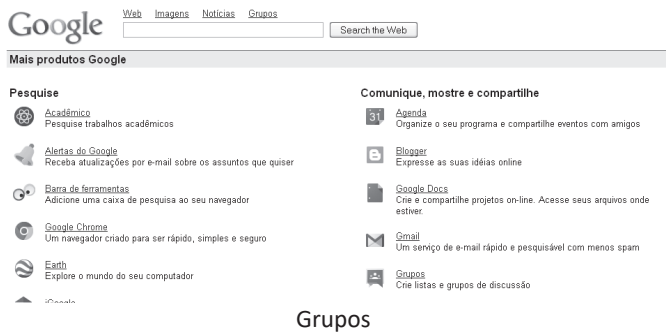 Google
Web Imagens Notícias Grupos
Search the Web
Mais produtos Google
Pesquise
Acadêmico
Pesquise trabalhos acadêmicos
Alertas do Google
Receba atualizações por e-mail sobre os assuntos que quiser
Barra de ferramentas
Adicione uma caixa de pesquisa ao seu navegador
Google Chrome
Um navegador criado para ser rápido, simples e seguro
Earth
Explore o mundo do seu computador
iGoogle
Comunique, mostre e compartilhe
31
Agenda
Organize o seu programa e compartilhe eventos com amigos
Blogger
Expresse as suas idéias online
Google Docs
Crie e compartilhe projetos on-line. Acesse seus arquivos onde
estiver.
Gmail
Um serviço de e-mail rápido e pesquisável com menos spam
Grupos
Crie listas e grupos de discussão
Grupos